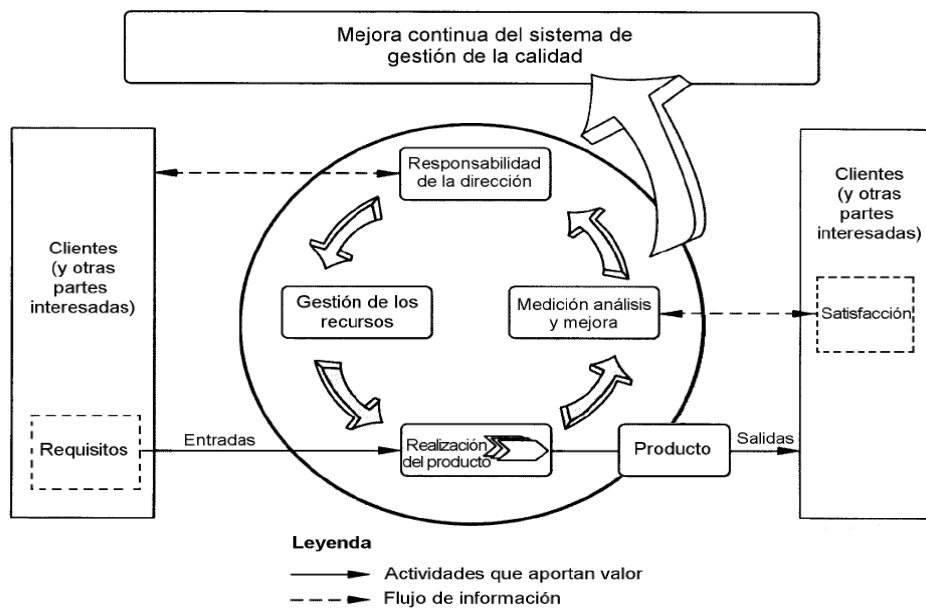 Mejora continua del sistema de
gestión de la calidad
Responsabilidad
de la dirección
Clientes
(y otras
partes
interesadas)
Clientes
(y otras
partes
interesadas)
Gestión de los
recursos
Medición análisis
y mejora
Satisfacción
Requisitos
Entradas
Realización
del producto
Producto
Salidas
Leyenda
Actividades que aportan valor
Flujo de información